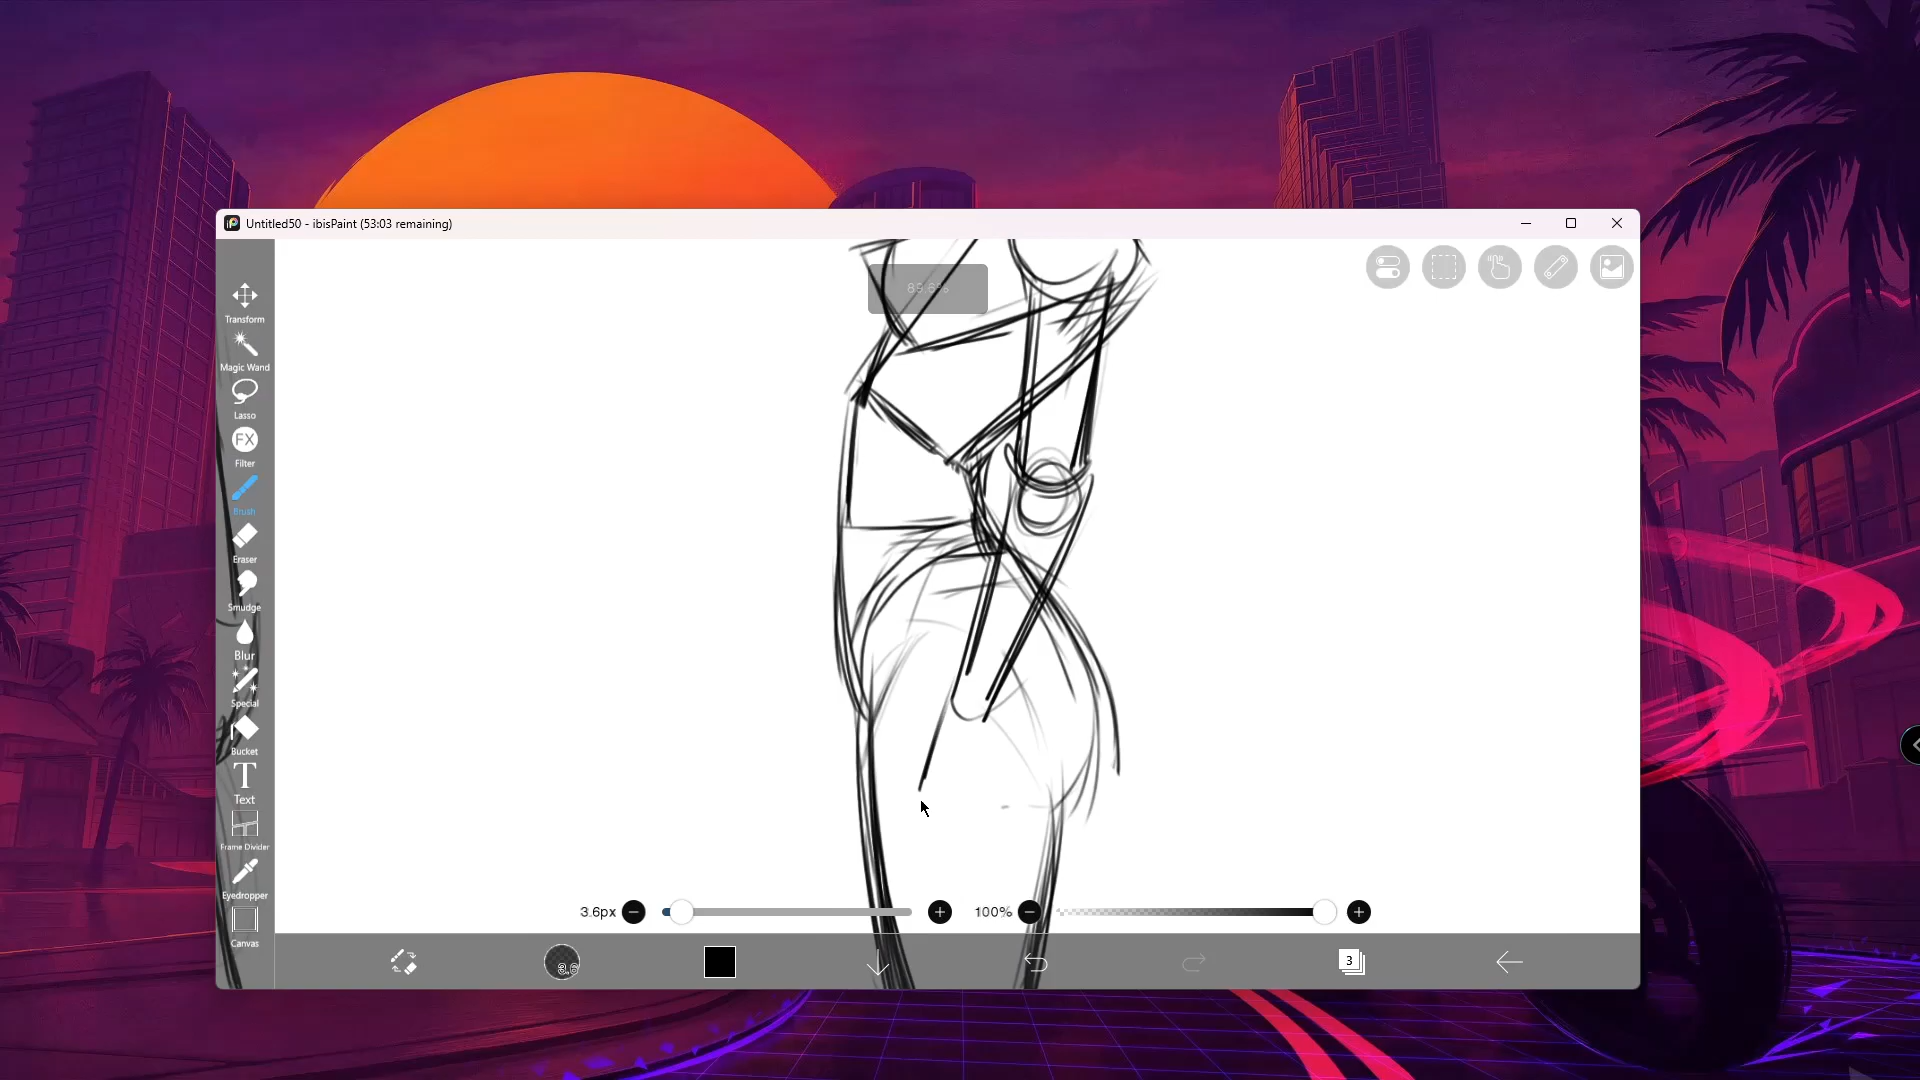 Untitled50 - ibisPaint (53:03 remaining)
Transform
Magic Wand
Lasso
FX
Filter
Brush
Eraser
Smudge
Blur
Special
Bucket
T
Text
Frame Divider
Eyedropper
Canvas
3.6px
100%
3